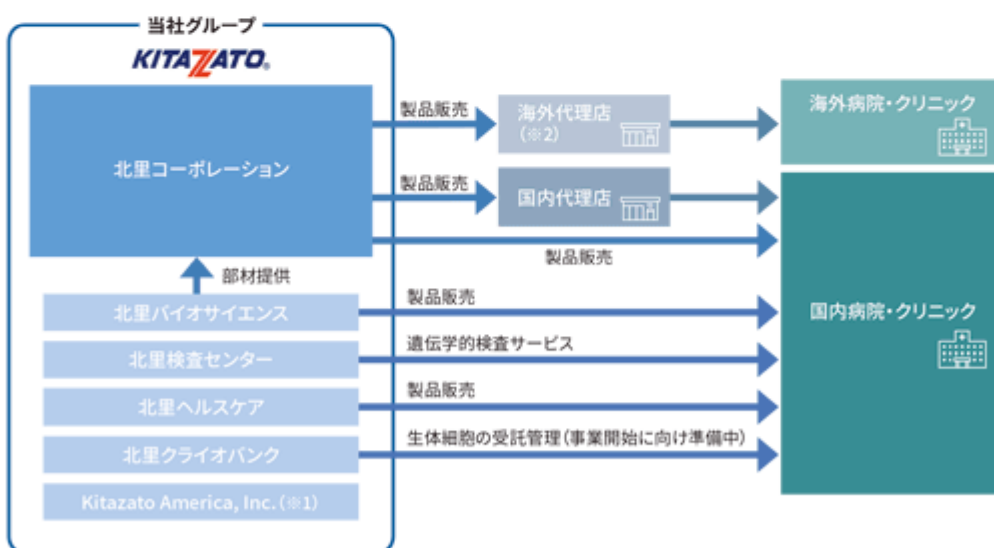 当社グループ
KITAZATO®
北里コーポレーション
製品販売
海外代理店
(※2)
海外病院・クリニック
製品販売
国内代理店
製品販売
部材提供
北里バイオサイエンス
製品販売
国内病院・クリニック
北里検査センター
遺伝学的検査サービス
北里ヘルスケア
製品販売
北里クライオバンク
生体細胞の受託管理(事業開始に向け準備中)
Kitazato America, Inc.(※1)